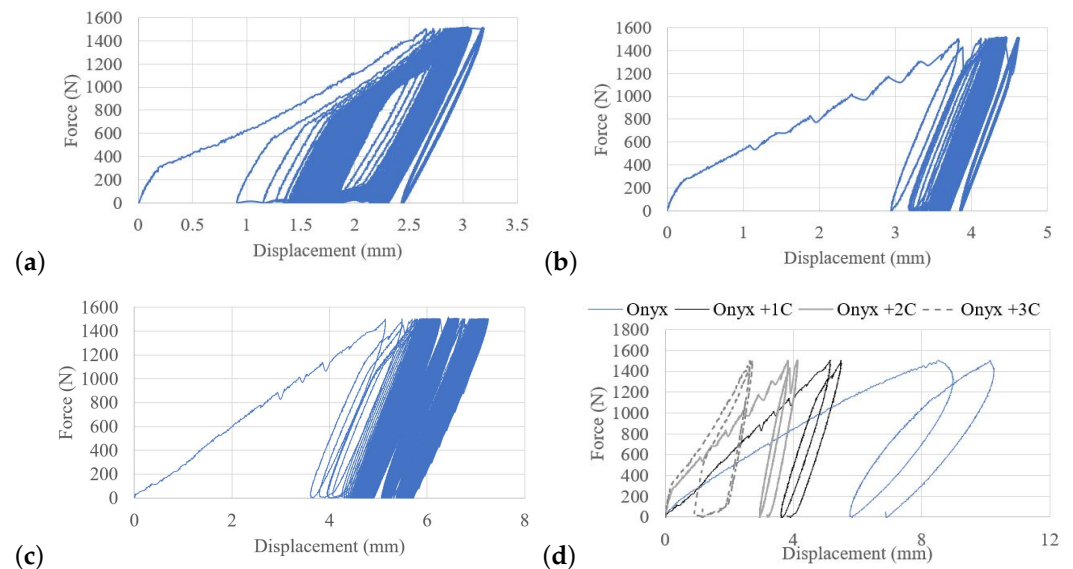 1600
1400
1200
1000
800
600
400
200
0
Force (N)
0 0.5 1 1.5 2 2.5 3 3.5
Displacement (mm)
(a)
1600
1400
1200
1000
800
600
400
200
0
Force (N)
0 1 2 3 4 5
Displacement (mm)
(b)
1600
1400
1200
1000
800
600
400
200
0
Force (N)
0 2 4 6 8
Displacement (mm)
(c)
Onyx Onyx +1C Onyx +2C Onyx +3C
1800
1600
1400
1200
1000
800
600
400
200
0
Force (N)
0 4 8 12
Displacement (mm)
(d)